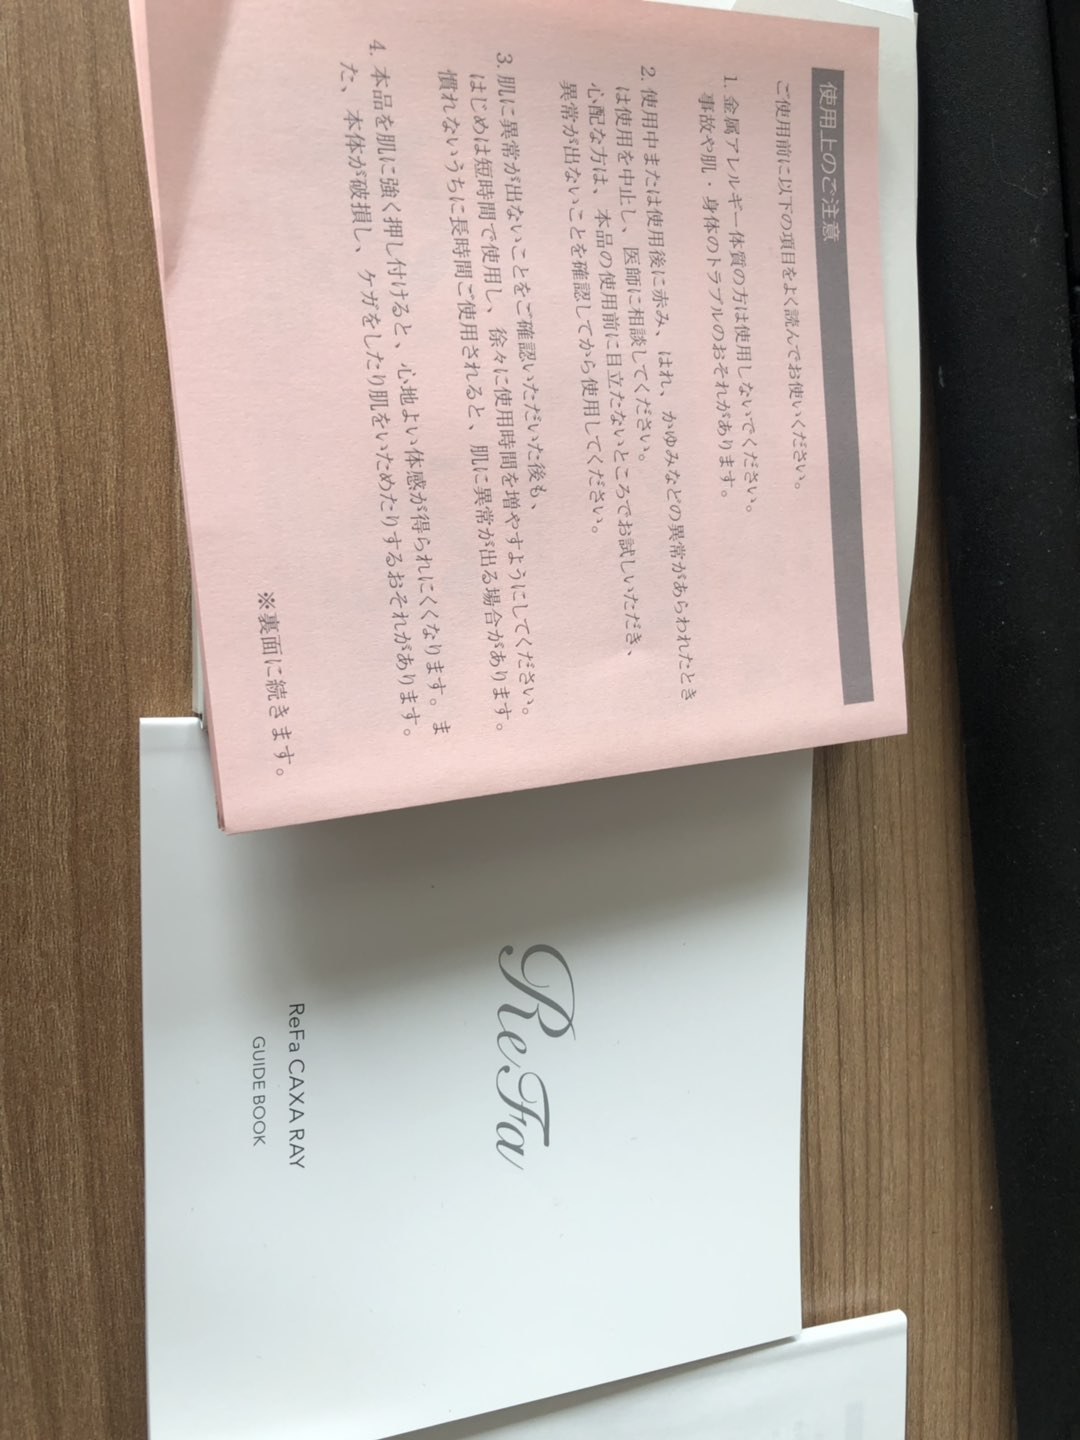 使用上のご注意
ご使用前に以下の項目をよく読んでお使いください。
1. 金属アレルギー体質の方は使用しないでください。
事故や肌・身体のトラブルのおそれがあります。
2. 使用中または使用後に赤み、はれ、かゆみなどの異常があらわれたとき
は使用を中止し、医師に相談してください。
心配な方は、本品の使用前に目立たないところでお試しいただき、
異常が出ないことを確認してから使用してください。
3. 肌に異常が出ないことをご確認いただいた後も、
はじめは短時間で使用し、徐々に使用時間を増やすようにしてください。
慣れないうちに長時間ご使用されると、肌に異常が出る場合があります。
4. 本品を肌に強く押し付けると、心地よい体感が得られにくくなります。ま
た、本体が破損し、ケガをしたり肌をいためたりするおそれがあります。
※裏面に続きます。
ReFa
ReFa CAXA RAY
GUIDE BOOK